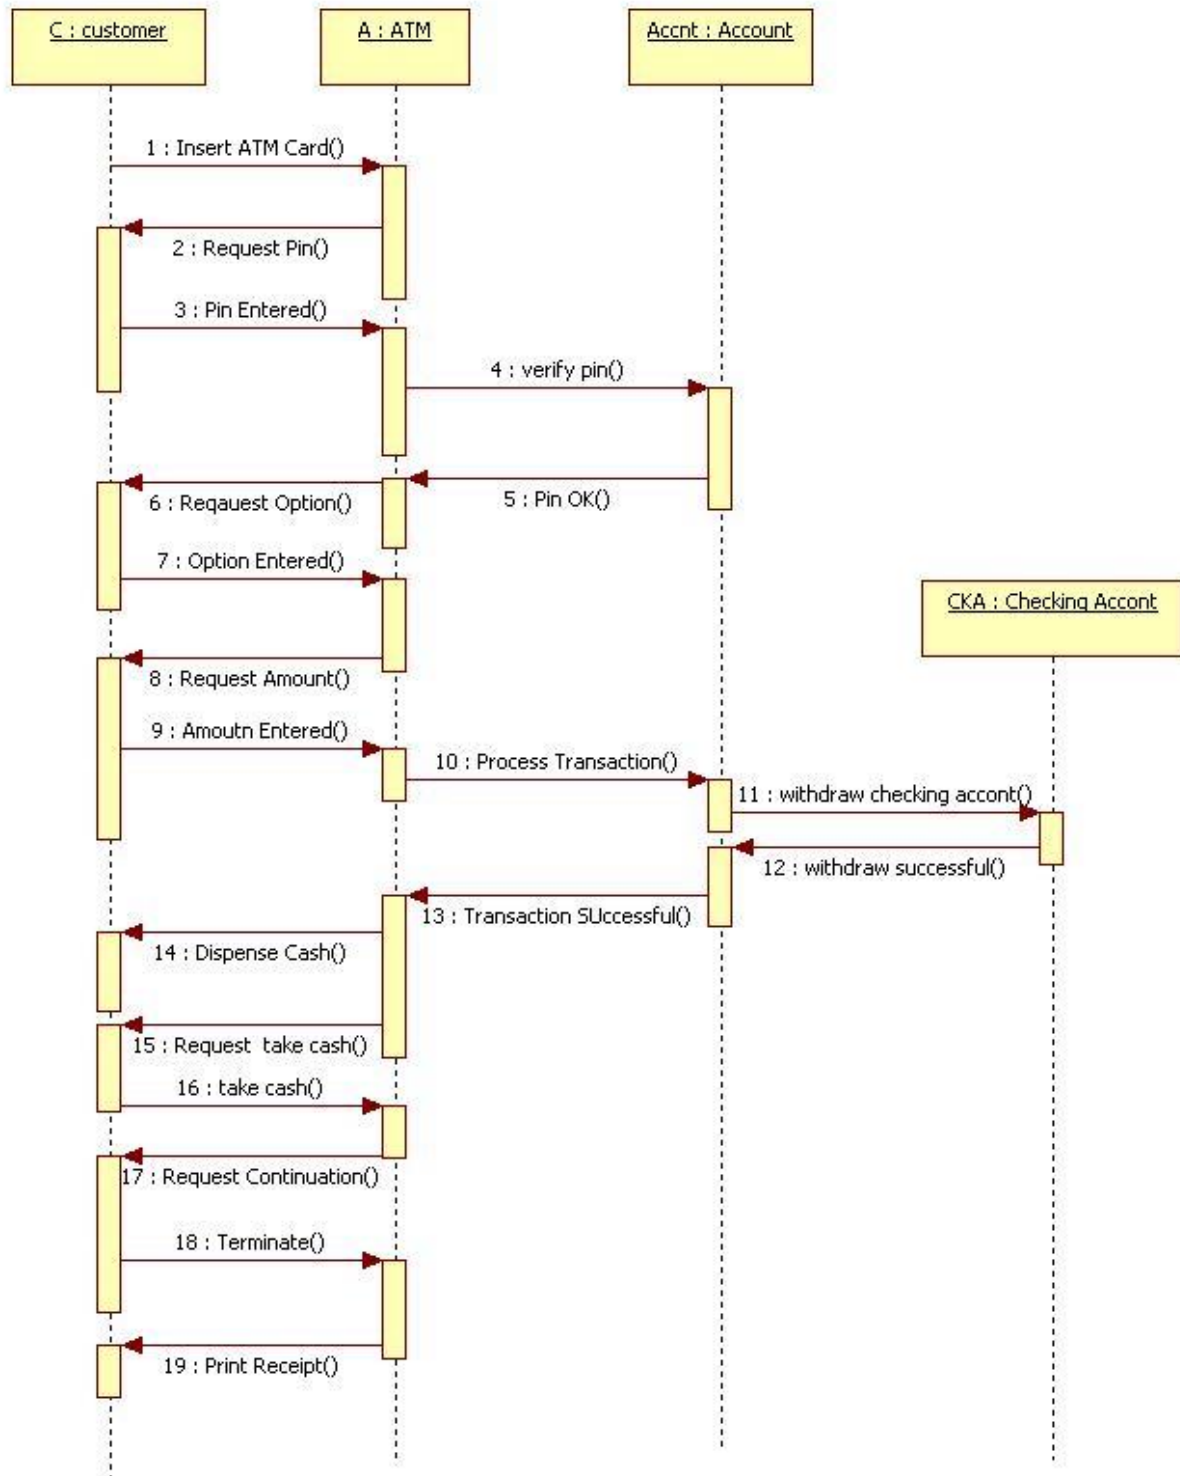 C : customer
A : ATM
Accnt : Account
1 : Insert ATM Card()
2 : Request Pin()
3 : Pin Entered()
4 : verify pin()
5 : Pin OK()
6 : Reqauest Option()
7 : Option Entered()
CKA : Checking Accont
8 : Request Amount()
9 : Amoutn Entered()
10 : Process Transaction()
11 : withdraw checking accont()
12 : withdraw successful()
13 : Transaction SUccessful()
14 : Dispense Cash()
15 : Request  take cash()
16 : take cash()
17 : Request Continuation()
18 : Terminate()
19 : Print Receipt()